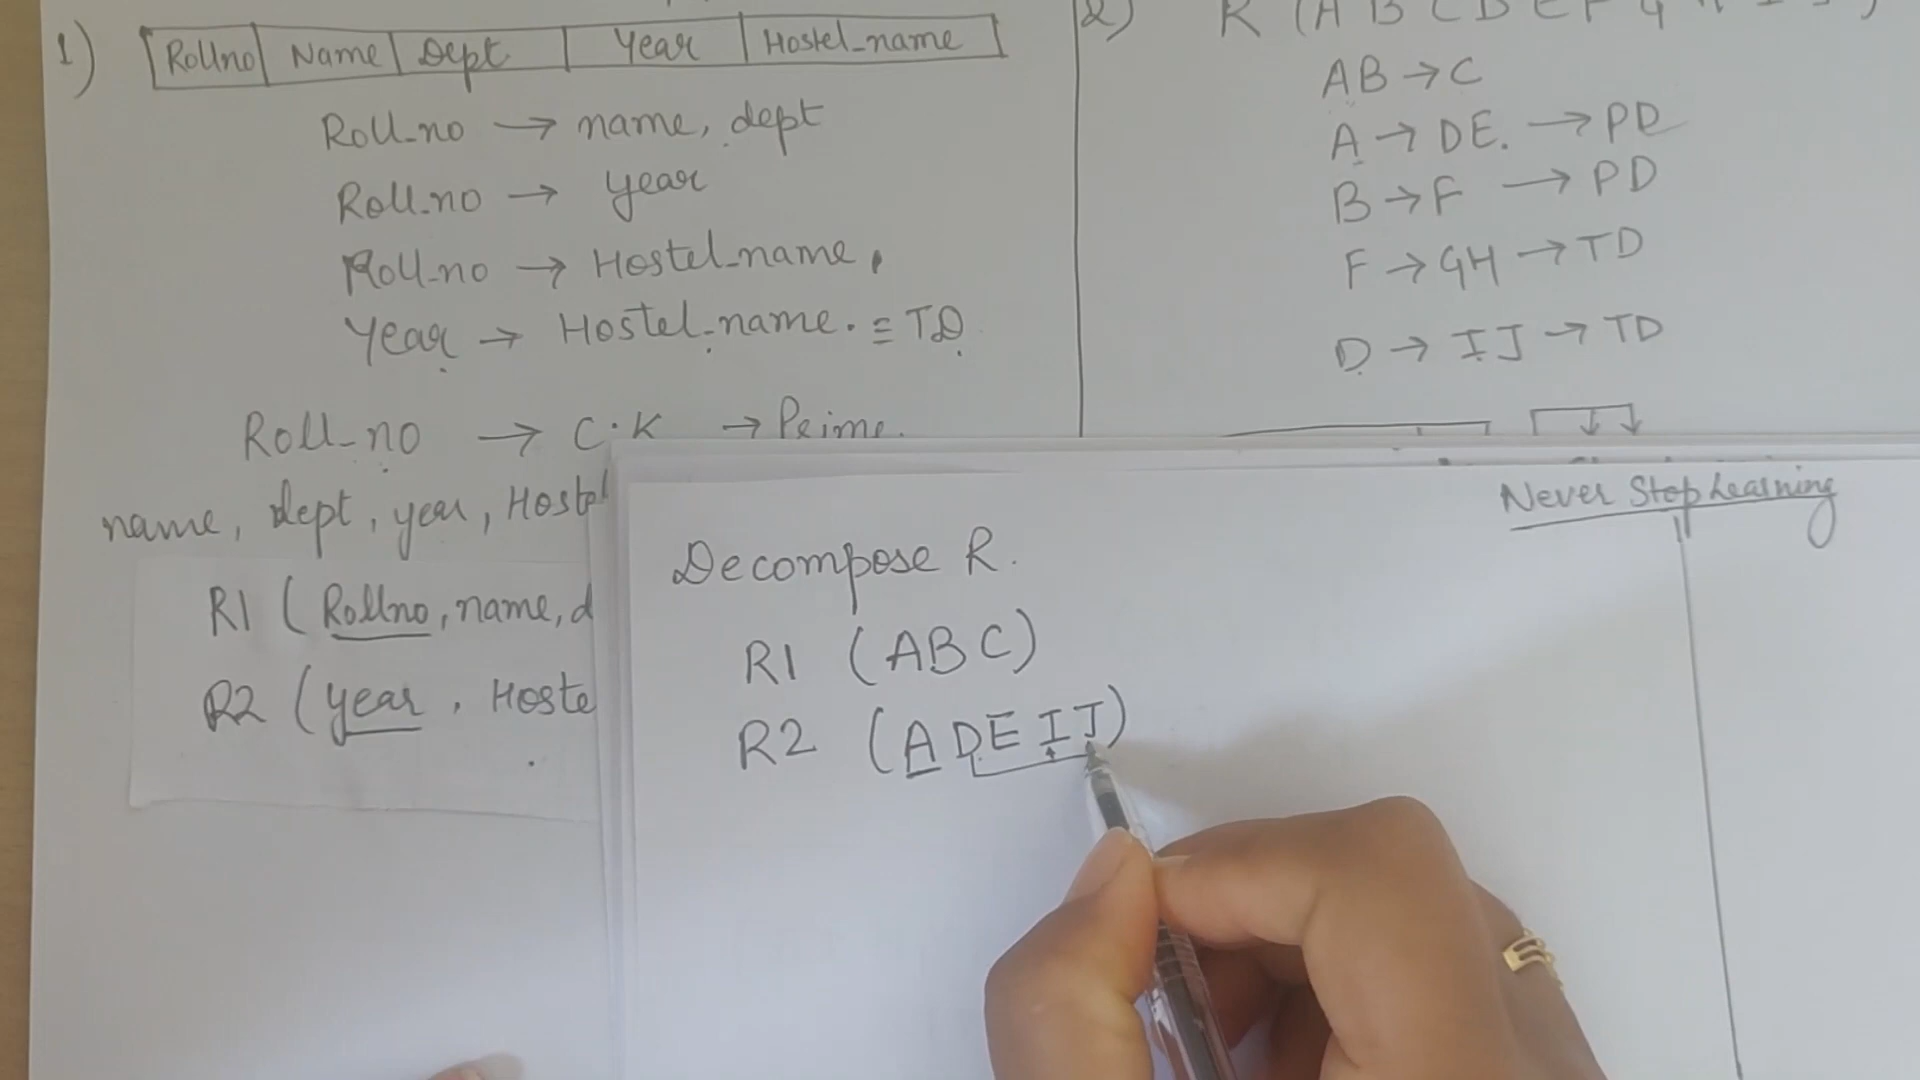 1)
Rollno Name Dept Year Hostel_name
Roll_no → name, dept
Roll_no → year
Roll_no → Hostel_name,
Year → Hostel_name. = TD
Roll_no → C.K → Prime.
name, dept, year, Hostel
R1 (Rollno, name, d
R2 (year, Hoste
2) R (A B C D E F G H I J)
AB → C
A → DE. → PD
B → F → PD
F → GH → TD
D → IJ → TD
Never Stop Learning
Decompose R.
R1 (ABC)
R2 (ADEIJ)